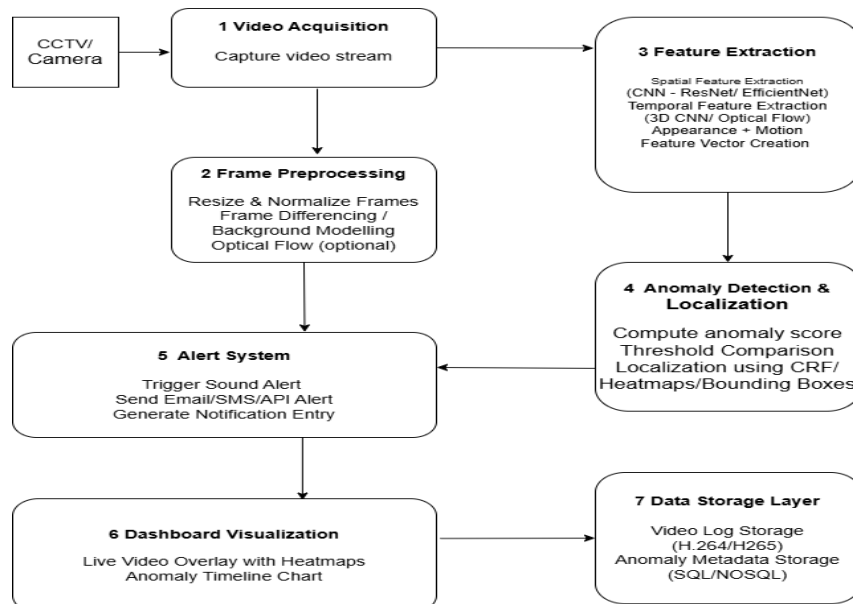 CCTV/
Camera
1 Video Acquisition
Capture video stream
2 Frame Preprocessing
Resize & Normalize Frames
Frame Differencing /
Background Modelling
Optical Flow (optional)
3 Feature Extraction
Spatial Feature Extraction
(CNN - ResNet/ EfficientNet)
Temporal Feature Extraction
(3D CNN/ Optical Flow)
Appearance + Motion
Feature Vector Creation
4 Anomaly Detection &
Localization
Compute anomaly score
Threshold Comparison
Localization using CRF/
Heatmaps/Bounding Boxes
5 Alert System
Trigger Sound Alert
Send Email/SMS/API Alert
Generate Notification Entry
6 Dashboard Visualization
Live Video Overlay with Heatmaps
Anomaly Timeline Chart
7 Data Storage Layer
Video Log Storage
(H.264/H265)
Anomaly Metadata Storage
(SQL/NOSQL)